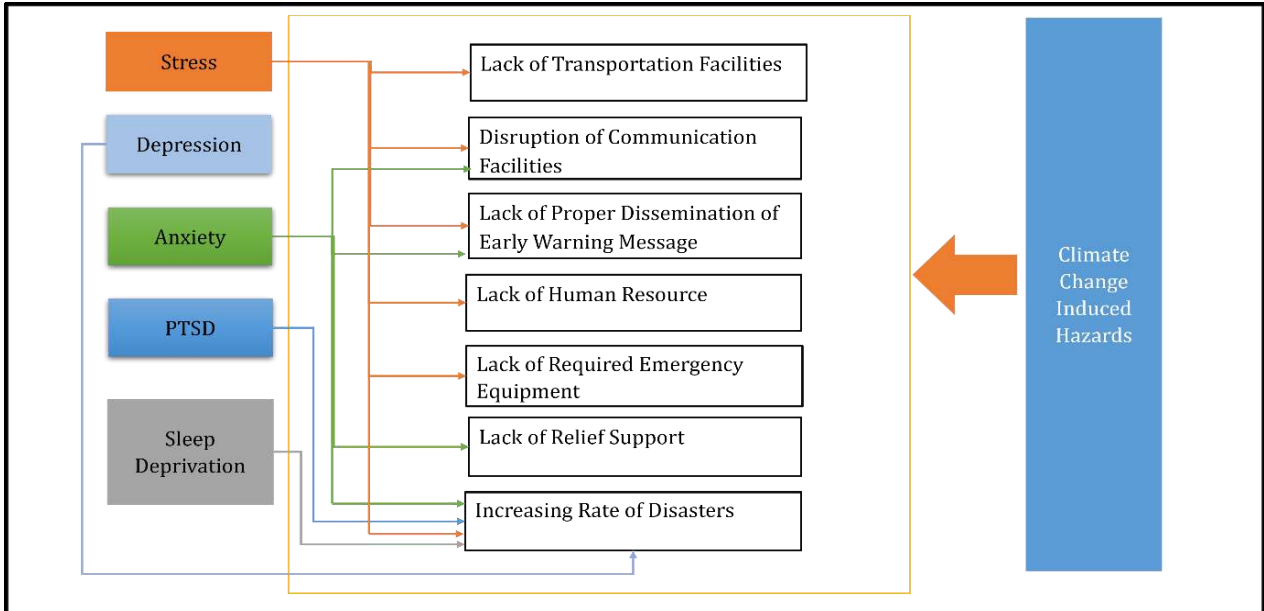 Stress
Depression
Anxiety
PTSD
Sleep
Deprivation
Lack of Transportation Facilities
Disruption of Communication
Facilities
Lack of Proper Dissemination of
Early Warning Message
Lack of Human Resource
Lack of Required Emergency
Equipment
Lack of Relief Support
Increasing Rate of Disasters
Climate
Change
Induced
Hazards